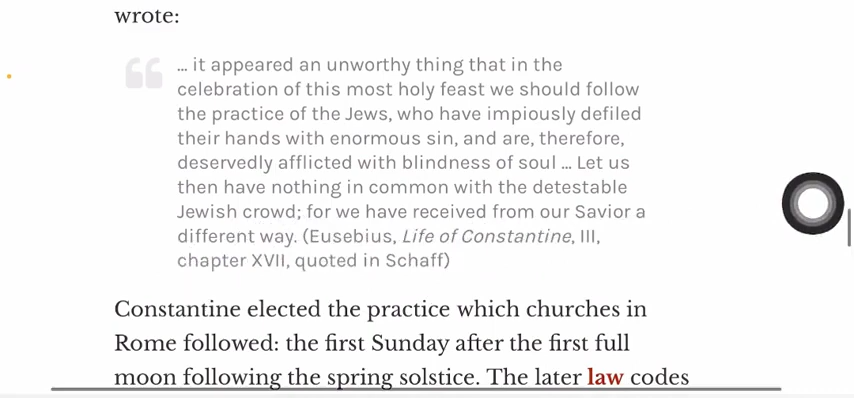 wrote:
... it appeared an unworthy thing that in the
celebration of this most holy feast we should follow
the practice of the Jews, who have impiously defiled
their hands with enormous sin, and are, therefore,
deservedly afflicted with blindness of soul ... Let us
then have nothing in common with the detestable
Jewish crowd; for we have received from our Savior a
different way. (Eusebius, Life of Constantine, III,
chapter XVII, quoted in Schaff)
Constantine elected the practice which churches in
Rome followed: the first Sunday after the first full
moon following the spring solstice. The later law codes